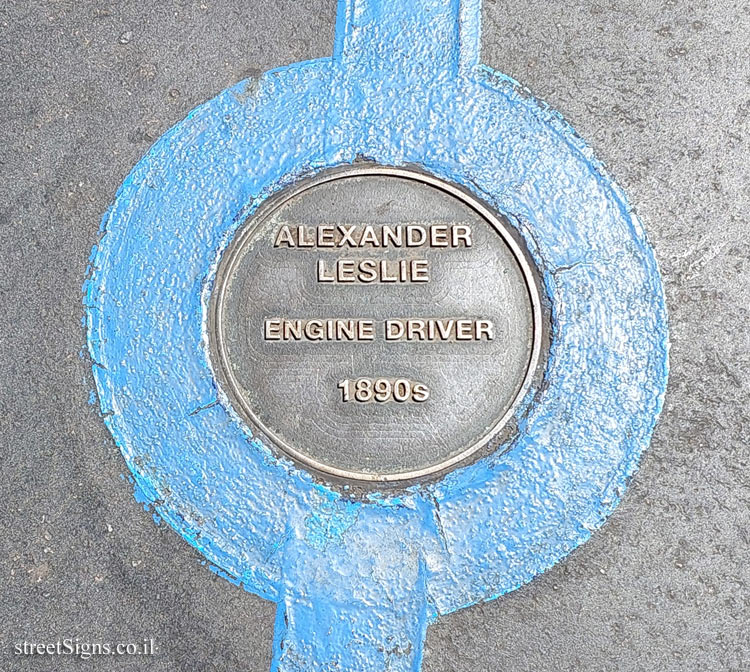 ALEXANDER
LESLIE
ENGINE DRIVER
1890s
streetSigns.co.il